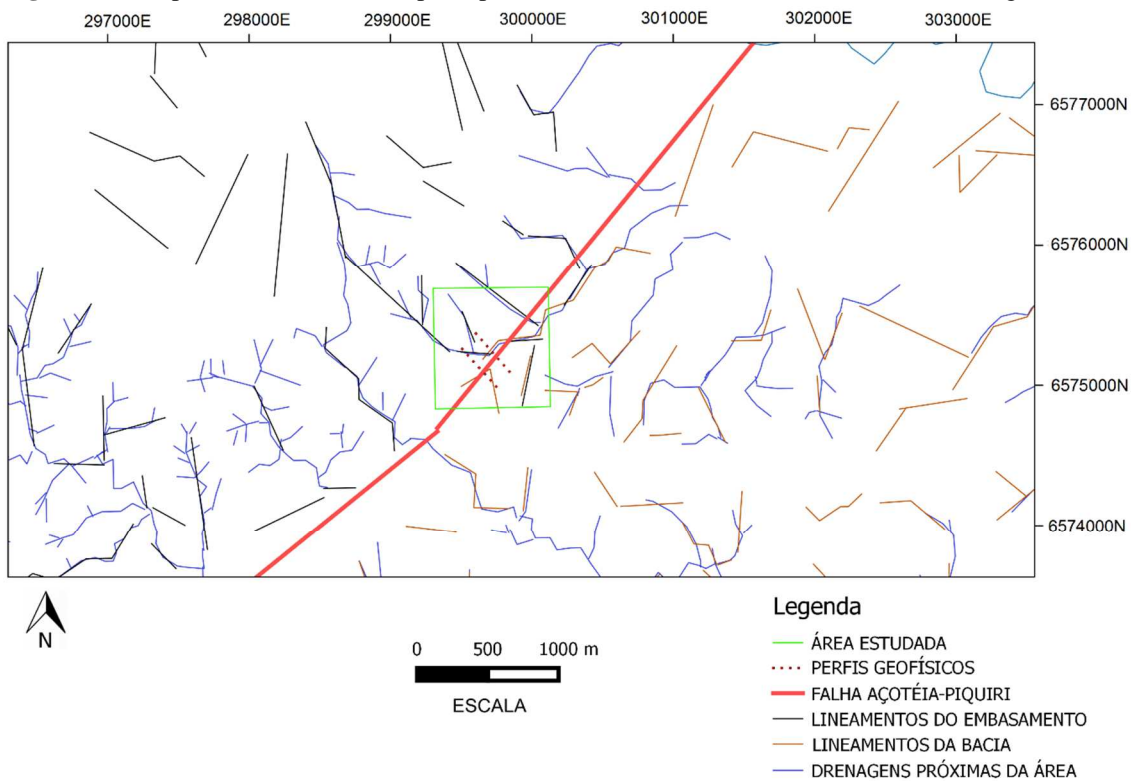 297000E 298000E 299000E 300000E 301000E 302000E 303000E
6577000N
6576000N
6575000N
6574000N
N
0 500 1000 m
ESCALA
Legenda
ÁREA ESTUDADA
PERFIS GEOFÍSICOS
FALHA AÇOTÉIA-PIQUIRI
LINEAMENTOS DO EMBASAMENTO
LINEAMENTOS DA BACIA
DRENAGENS PRÓXIMAS DA ÁREA